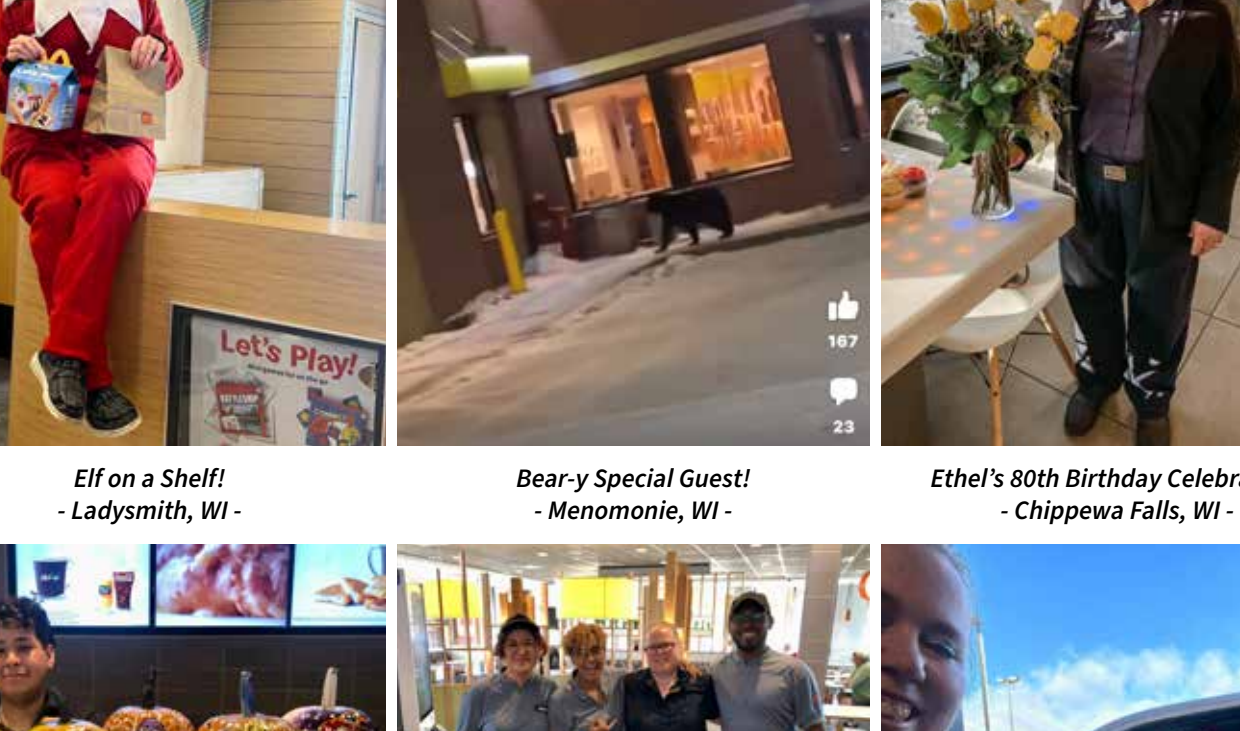 Let's Play!
167
23
Elf on a Shelf!
- Ladysmith, WI -
Bear-y Special Guest!
- Menomonie, WI -
Ethel's 80th Birthday Celebra
- Chippewa Falls, WI -